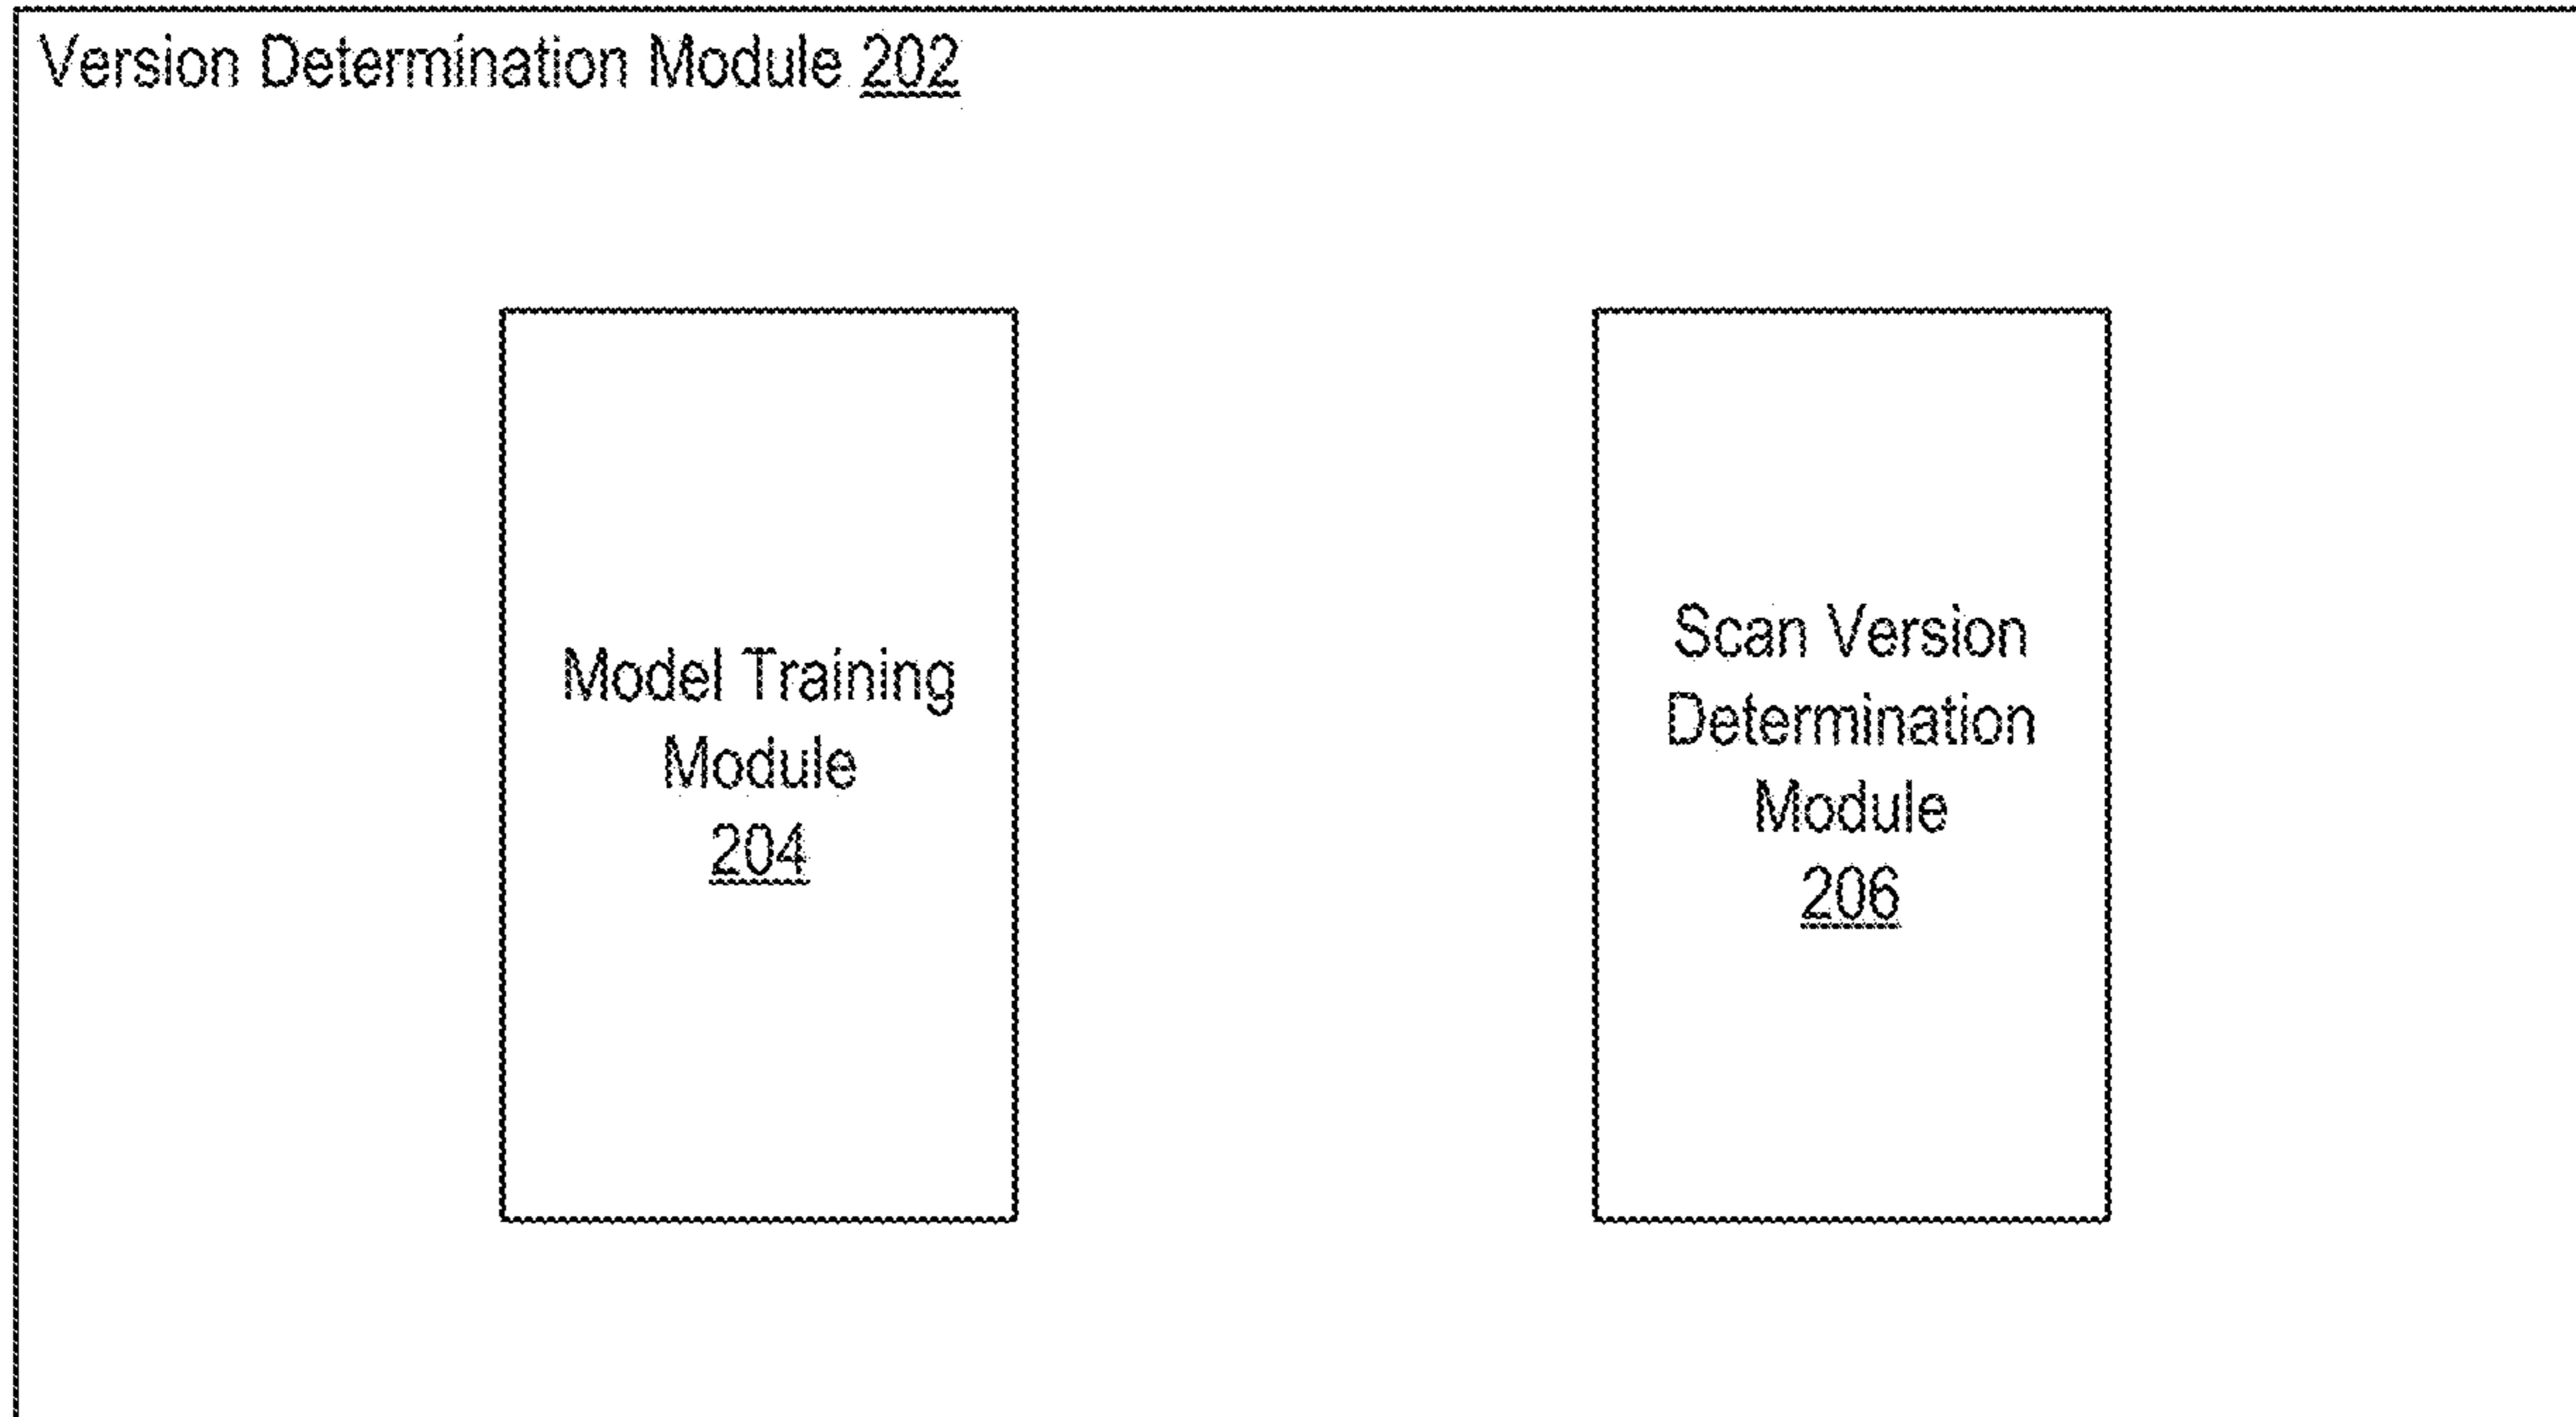 Version Determination Module 202
Model Training
Module
204
Scan Version
Determination
Module
206